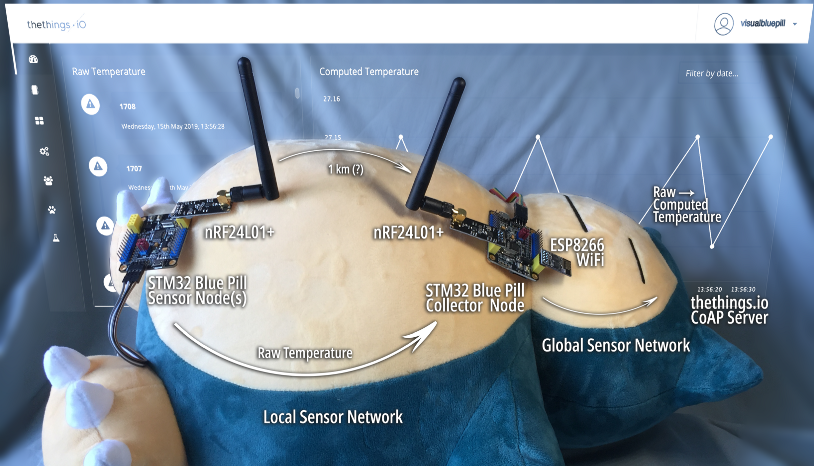 thethings·iO
visualbluepill
Raw Temperature
Computed Temperature
Filter by date...
1708
27.16
Wednesday, 15th May 2019, 13:56:28
27.15
1 km (?)
1707
May,
Raw →
Computed
Temperature
nRF24L01+
nRF24L01+
ESP8266
WiFi
STM32 Blue Pill
Sensor Node(s)
STM32 Blue Pill
Collector Node
13:56:20 13:56:30
thethings.io
CoAP Server
Raw Temperature
Global Sensor Network
Local Sensor Network